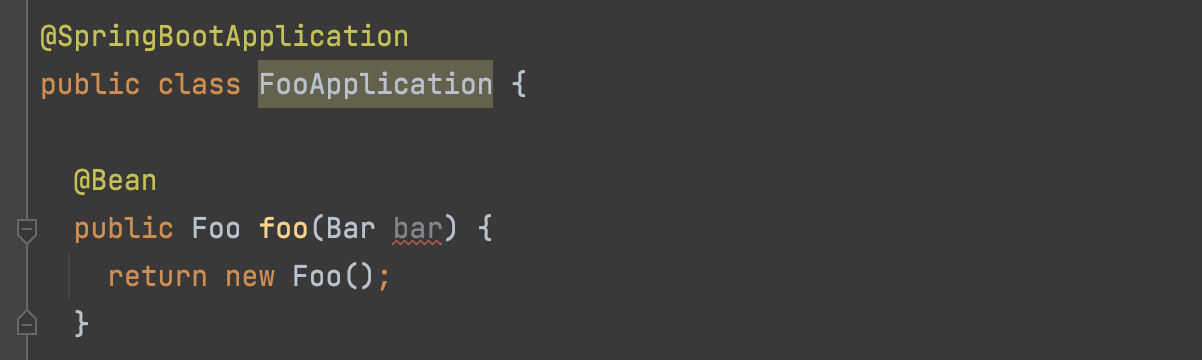 @SpringBootApplication
public class FooApplication {
@Bean
public Foo foo(Bar bar) {
return new Foo();
}